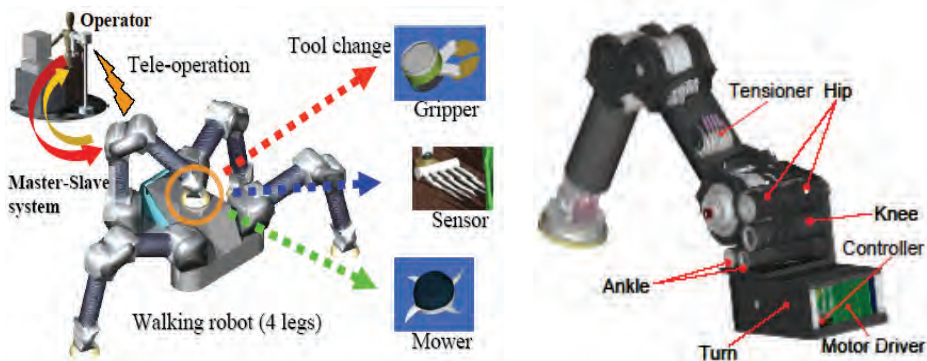 Operator
Tele-operation
Tool change
Gripper
Master-Slave
system
Sensor
Walking robot (4 legs)
Mower
Tensioner
Hip
Knee
Controller
Ankle
Turn
Motor Driver